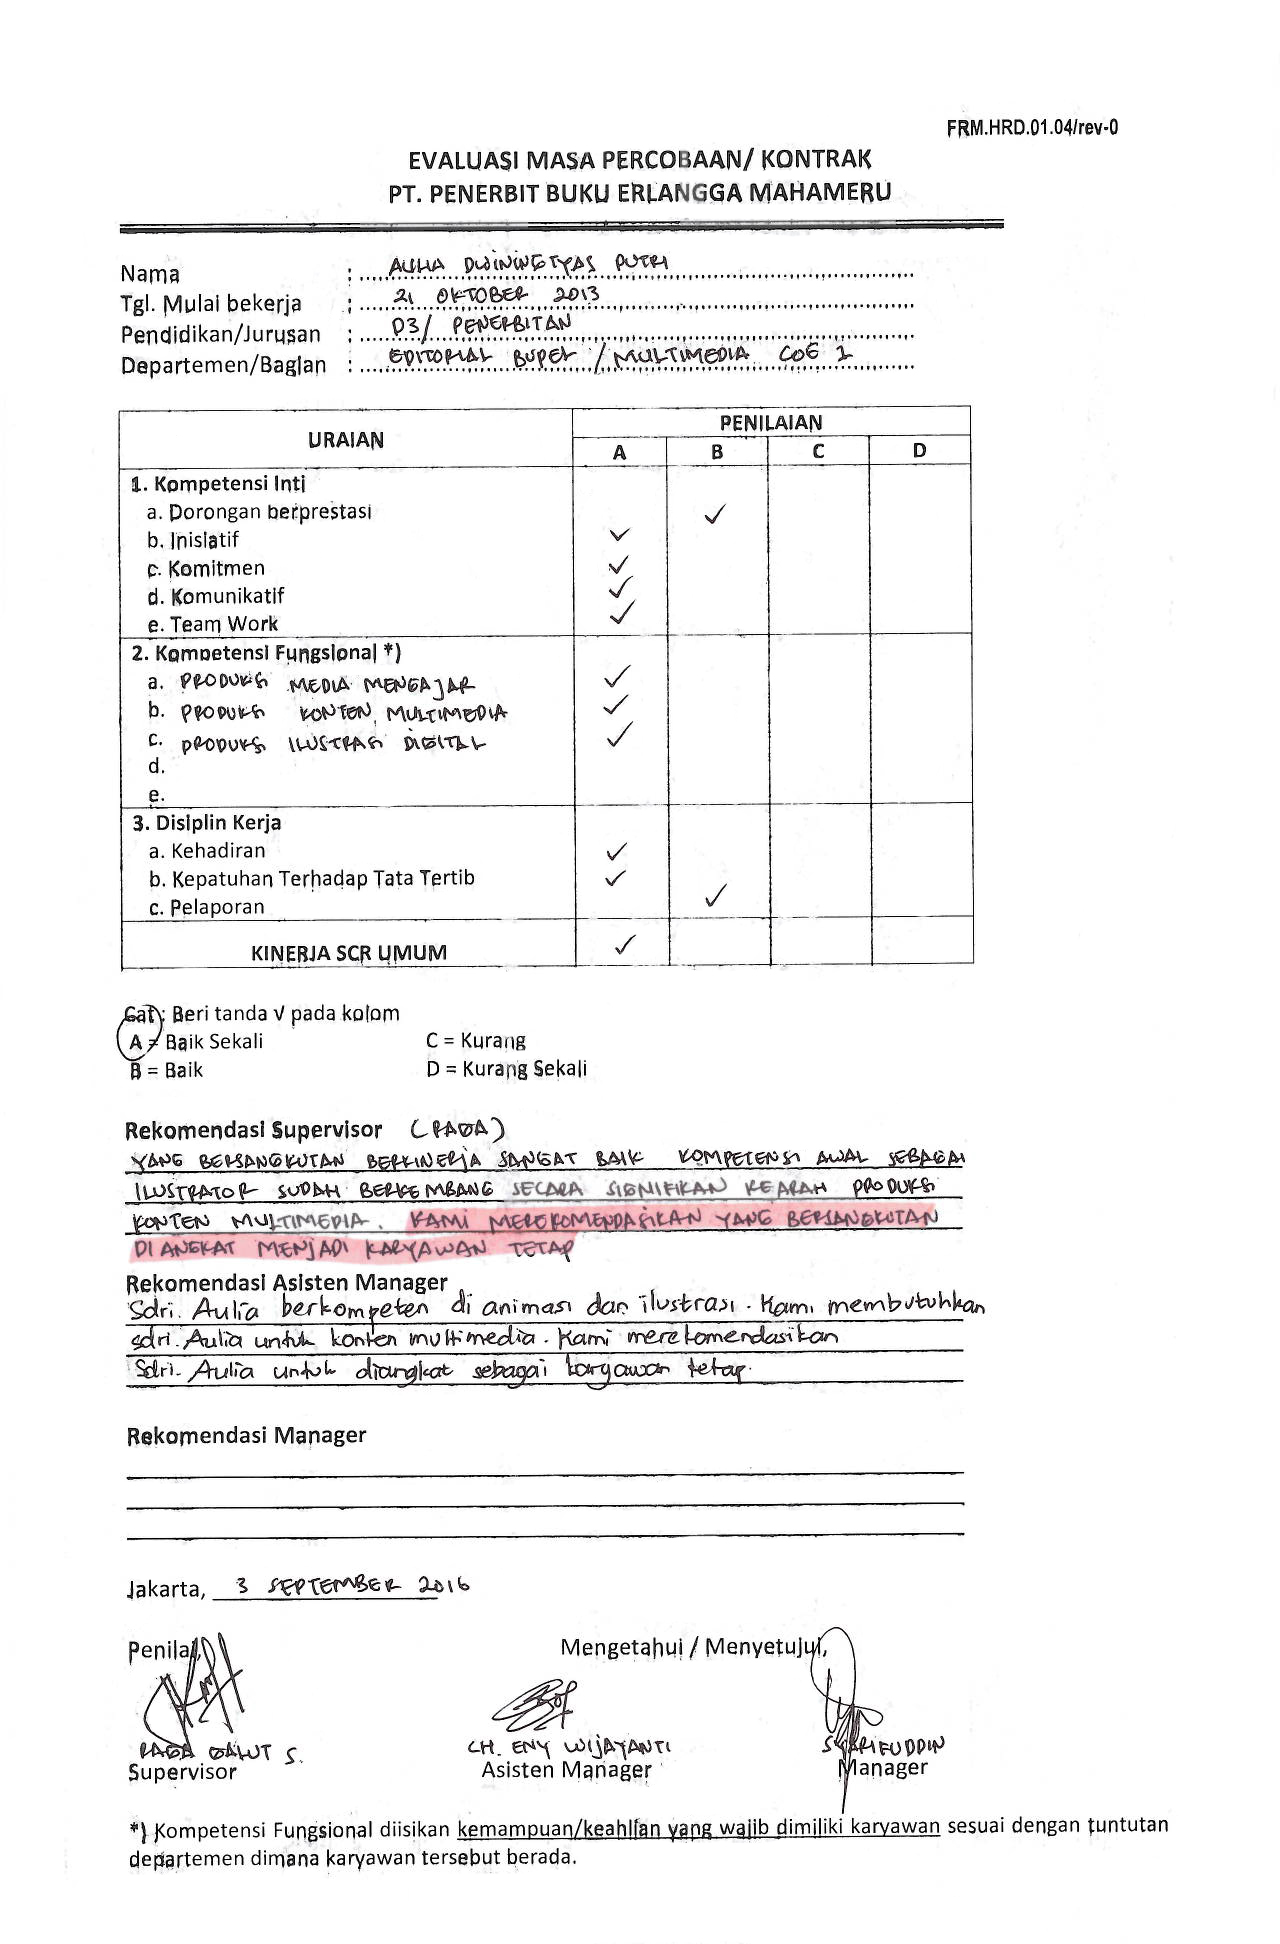 FRM.HRD.01.04/rev-0
EVALUASI MASA PERCOBAAN/ KONTRAK
PT. PENERBIT BUKU ERLANGGA MAHAMERU
Nama : AULIA DWININGTYAS PUTRI
Tgl. Mulai bekerja : 21 OKTOBER 2013
Pendidikan/Jurusan : D3/ PENERBITAN
Departemen/Bagian : EDITORIAL BUPEL / MULTIMEDIA COE 2
URAIAN PENILAIAN
A B C D
1. Kompetensi Inti
a. Dorongan berprestasi ✓
b. Inisiatif ✓
c. Komitmen ✓
d. Komunikatif ✓
e. Team Work ✓
2. Kompetensi Fungsional *)
a. PRODUKSI MEDIA MENGAJAR ✓
b. PRODUKSI KONTEN MULTIMEDIA ✓
c. PRODUKSI ILUSTRASI DIGITAL ✓
d.
e.
3. Disiplin Kerja
a. Kehadiran ✓
b. Kepatuhan Terhadap Tata Tertib ✓
c. Pelaporan ✓
KINERJA SCR UMUM ✓
Cat : Beri tanda √ pada kolom
A = Baik Sekali C = Kurang
B = Baik D = Kurang Sekali
Rekomendasi Supervisor (RAGA)
YANG BERSANGKUTAN BERKINERJA SANGAT BAIK KOMPETENSI AWAL SEBAGAI
ILUSTRATOR SUDAH BERKEMBANG SECARA SIGNIFIKAN KEARAH PRODUKSI
KONTEN MULTIMEDIA. KAMI MEREKOMENDASIKAN YANG BERSANGKUTAN
DI ANGKAT MENJADI KARYAWAN TETAP
Rekomendasi Asisten Manager
Sdri. Aulia berkompeten di animasi dan ilustrasi. Kami membutuhkan
sdri. Aulia untuk konten multimedia. Kami merekomendasikan
Sdri. Aulia untuk diangkat sebagai karyawan tetap.
Rekomendasi Manager
Jakarta, 3 SEPTEMBER 2016
Penilai, Mengetahui / Menyetujui,
RAGA S. CH. ENY WIJAYANTI SYARIFUDDIN
Supervisor Asisten Manager Manager
*) Kompetensi Fungsional diisikan kemampuan/keahlian yang wajib dimiliki karyawan sesuai dengan tuntutan
departemen dimana karyawan tersebut berada.